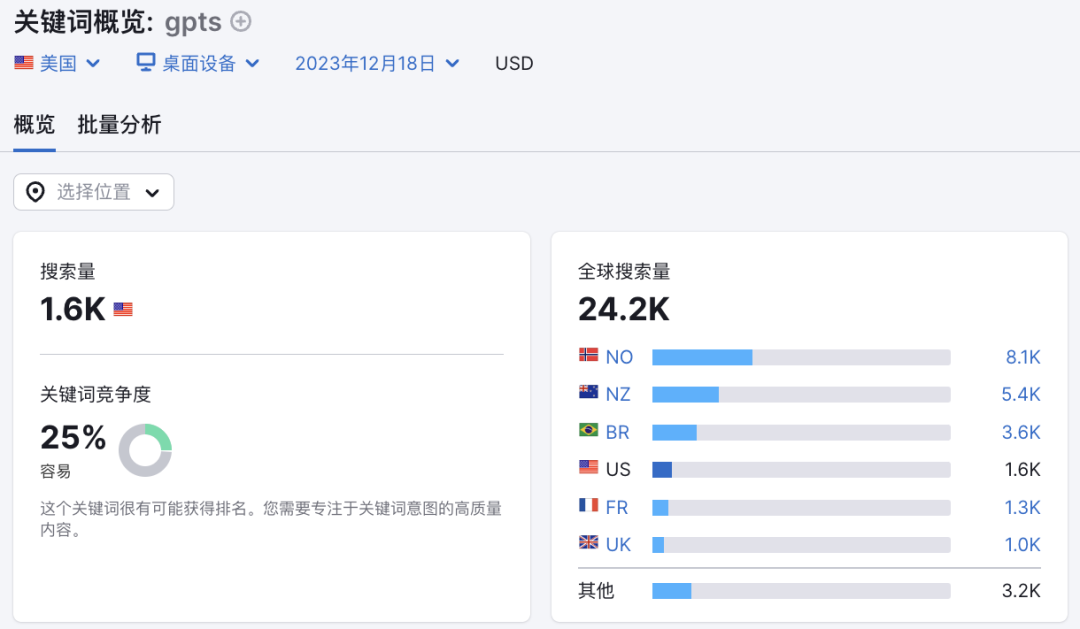 关键词概览: gpts
美国 桌面设备 2023年12月18日 USD
概览 批量分析
选择位置
搜索量
1.6K
关键词竞争度
25%
容易
这个关键词很有可能获得排名。您需要专注于关键词意图的高质量
内容。
全球搜索量
24.2K
NO 8.1K
NZ 5.4K
BR 3.6K
US 1.6K
FR 1.3K
UK 1.0K
其他 3.2K